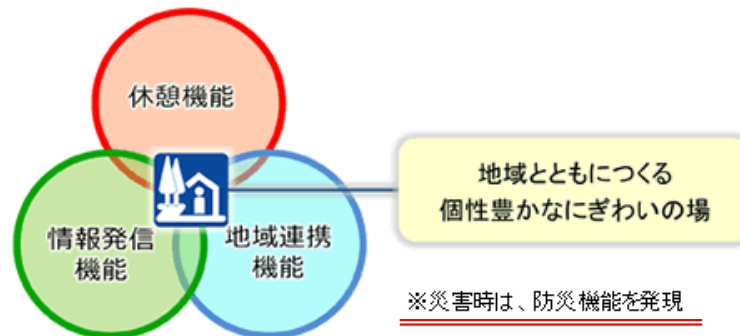 休憩機能
情報発信
機能
地域連携
機能
地域とともにつくる
個性豊かなにぎわいの場
※災害時は、防災機能を発現